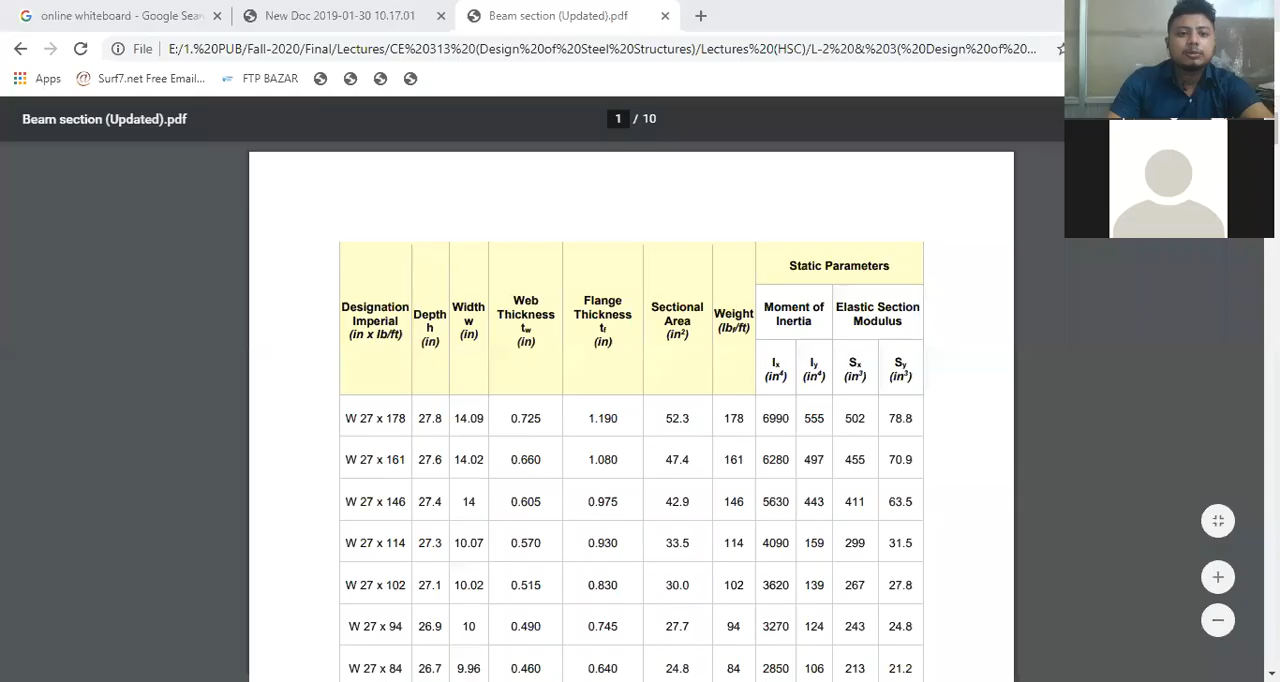 online whiteboard - Google Sear
New Doc 2019-01-30 10.17.01
Beam section (Updated).pdf
File
E:/1.%20PUB/Fall-2020/Final/Lectures/CE%20313%20(Design%20of%20Steel%20Structures)/Lectures%20(HSC)/L-2%20&%203(%20Design%20of%20...
Apps
Surf7.net Free Email...
FTP BAZAR
Beam section (Updated).pdf
1 / 10
Designation Imperial (in x lb/ft)
Depth h (in)
Width w (in)
Web Thickness tw (in)
Flange Thickness tf (in)
Sectional Area (in²)
Weight (lbf/ft)
Static Parameters
Moment of Inertia
Elastic Section Modulus
Ix (in⁴)
Iy (in⁴)
Sx (in³)
Sy (in³)
W 27 x 178 27.8 14.09 0.725 1.190 52.3 178 6990 555 502 78.8
W 27 x 161 27.6 14.02 0.660 1.080 47.4 161 6280 497 455 70.9
W 27 x 146 27.4 14 0.605 0.975 42.9 146 5630 443 411 63.5
W 27 x 114 27.3 10.07 0.570 0.930 33.5 114 4090 159 299 31.5
W 27 x 102 27.1 10.02 0.515 0.830 30.0 102 3620 139 267 27.8
W 27 x 94 26.9 10 0.490 0.745 27.7 94 3270 124 243 24.8
W 27 x 84 26.7 9.96 0.460 0.640 24.8 84 2850 106 213 21.2